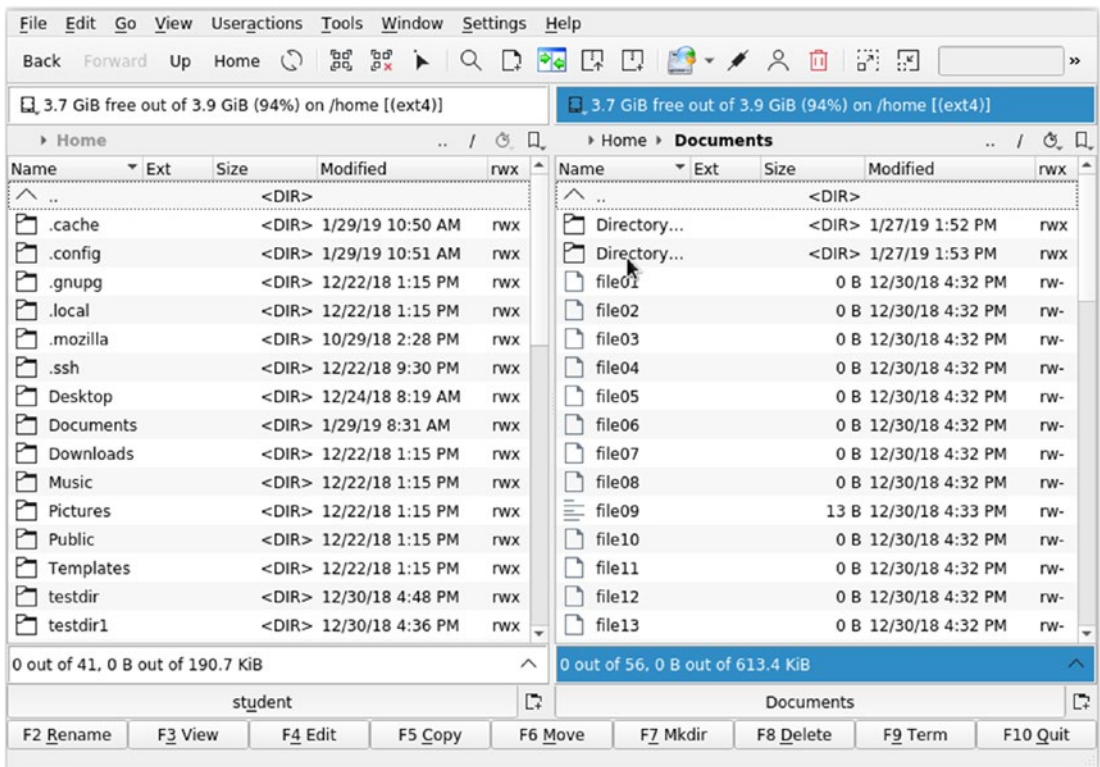 File Edit Go View Useractions Tools Window Settings Help
Back Forward Up Home »
3.7 GiB free out of 3.9 GiB (94%) on /home [(ext4)]
Home .. /
Name Ext Size Modified rwx
.. <DIR>
.cache <DIR> 1/29/19 10:50 AM rwx
.config <DIR> 1/29/19 10:51 AM rwx
.gnupg <DIR> 12/22/18 1:15 PM rwx
.local <DIR> 12/22/18 1:15 PM rwx
.mozilla <DIR> 10/29/18 2:28 PM rwx
.ssh <DIR> 12/22/18 9:30 PM rwx
Desktop <DIR> 12/24/18 8:19 AM rwx
Documents <DIR> 1/29/19 8:31 AM rwx
Downloads <DIR> 12/22/18 1:15 PM rwx
Music <DIR> 12/22/18 1:15 PM rwx
Pictures <DIR> 12/22/18 1:15 PM rwx
Public <DIR> 12/22/18 1:15 PM rwx
Templates <DIR> 12/22/18 1:15 PM rwx
testdir <DIR> 12/30/18 4:48 PM rwx
testdir1 <DIR> 12/30/18 4:36 PM rwx
0 out of 41, 0 B out of 190.7 KiB
student
3.7 GiB free out of 3.9 GiB (94%) on /home [(ext4)]
Home Documents .. /
Name Ext Size Modified rwx
.. <DIR>
Directory... <DIR> 1/27/19 1:52 PM rwx
Directory... <DIR> 1/27/19 1:53 PM rwx
file01 0 B 12/30/18 4:32 PM rw-
file02 0 B 12/30/18 4:32 PM rw-
file03 0 B 12/30/18 4:32 PM rw-
file04 0 B 12/30/18 4:32 PM rw-
file05 0 B 12/30/18 4:32 PM rw-
file06 0 B 12/30/18 4:32 PM rw-
file07 0 B 12/30/18 4:32 PM rw-
file08 0 B 12/30/18 4:32 PM rw-
file09 13 B 12/30/18 4:33 PM rw-
file10 0 B 12/30/18 4:32 PM rw-
file11 0 B 12/30/18 4:32 PM rw-
file12 0 B 12/30/18 4:32 PM rw-
file13 0 B 12/30/18 4:32 PM rw-
0 out of 56, 0 B out of 613.4 KiB
Documents
F2 Rename F3 View F4 Edit F5 Copy F6 Move F7 Mkdir F8 Delete F9 Term F10 Quit